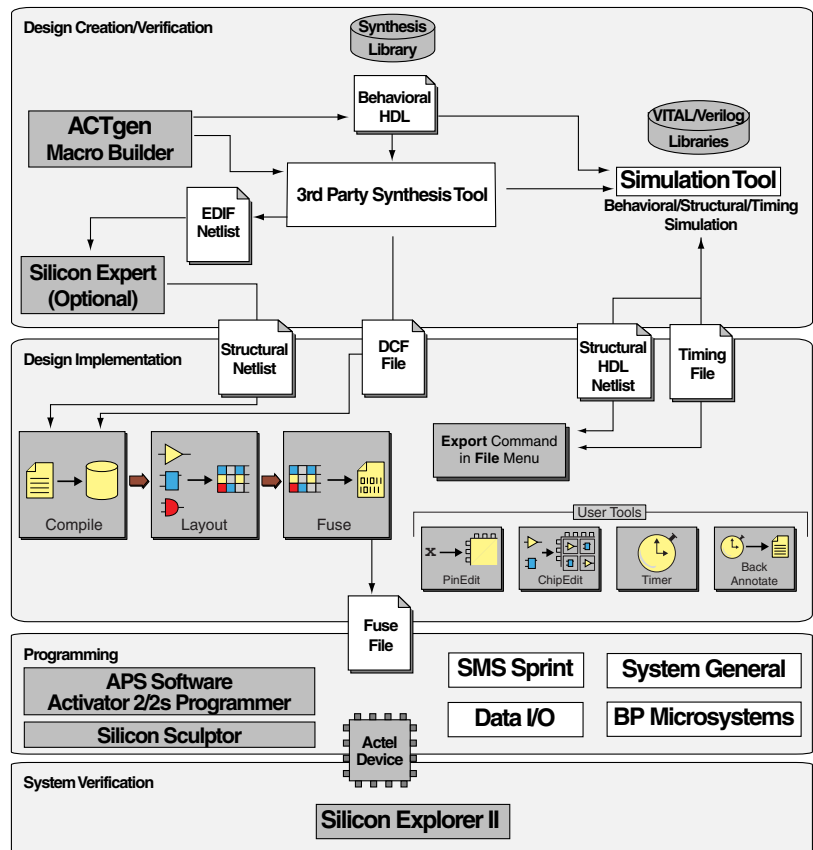 Design Creation/Verification
Synthesis
Library
Behavioral
HDL
ACTgen
Macro Builder
VITAL/Verilog
Libraries
3rd Party Synthesis Tool
Simulation Tool
Behavioral/Structural/Timing
Simulation
EDIF
Netlist
Silicon Expert
(Optional)
Structural
Netlist
DCF
File
Structural
HDL
Netlist
Timing
File
Design Implementation
Compile
Layout
01011
10111
Fuse
Export Command
in File Menu
User Tools
X
PinEdit
ChipEdit
Timer
Back
Annotate
Fuse
File
Programming
APS Software
Activator 2/2s Programmer
Silicon Sculptor
SMS Sprint
System General
Data I/O
BP Microsystems
Actel
Device
System Verification
Silicon Explorer II